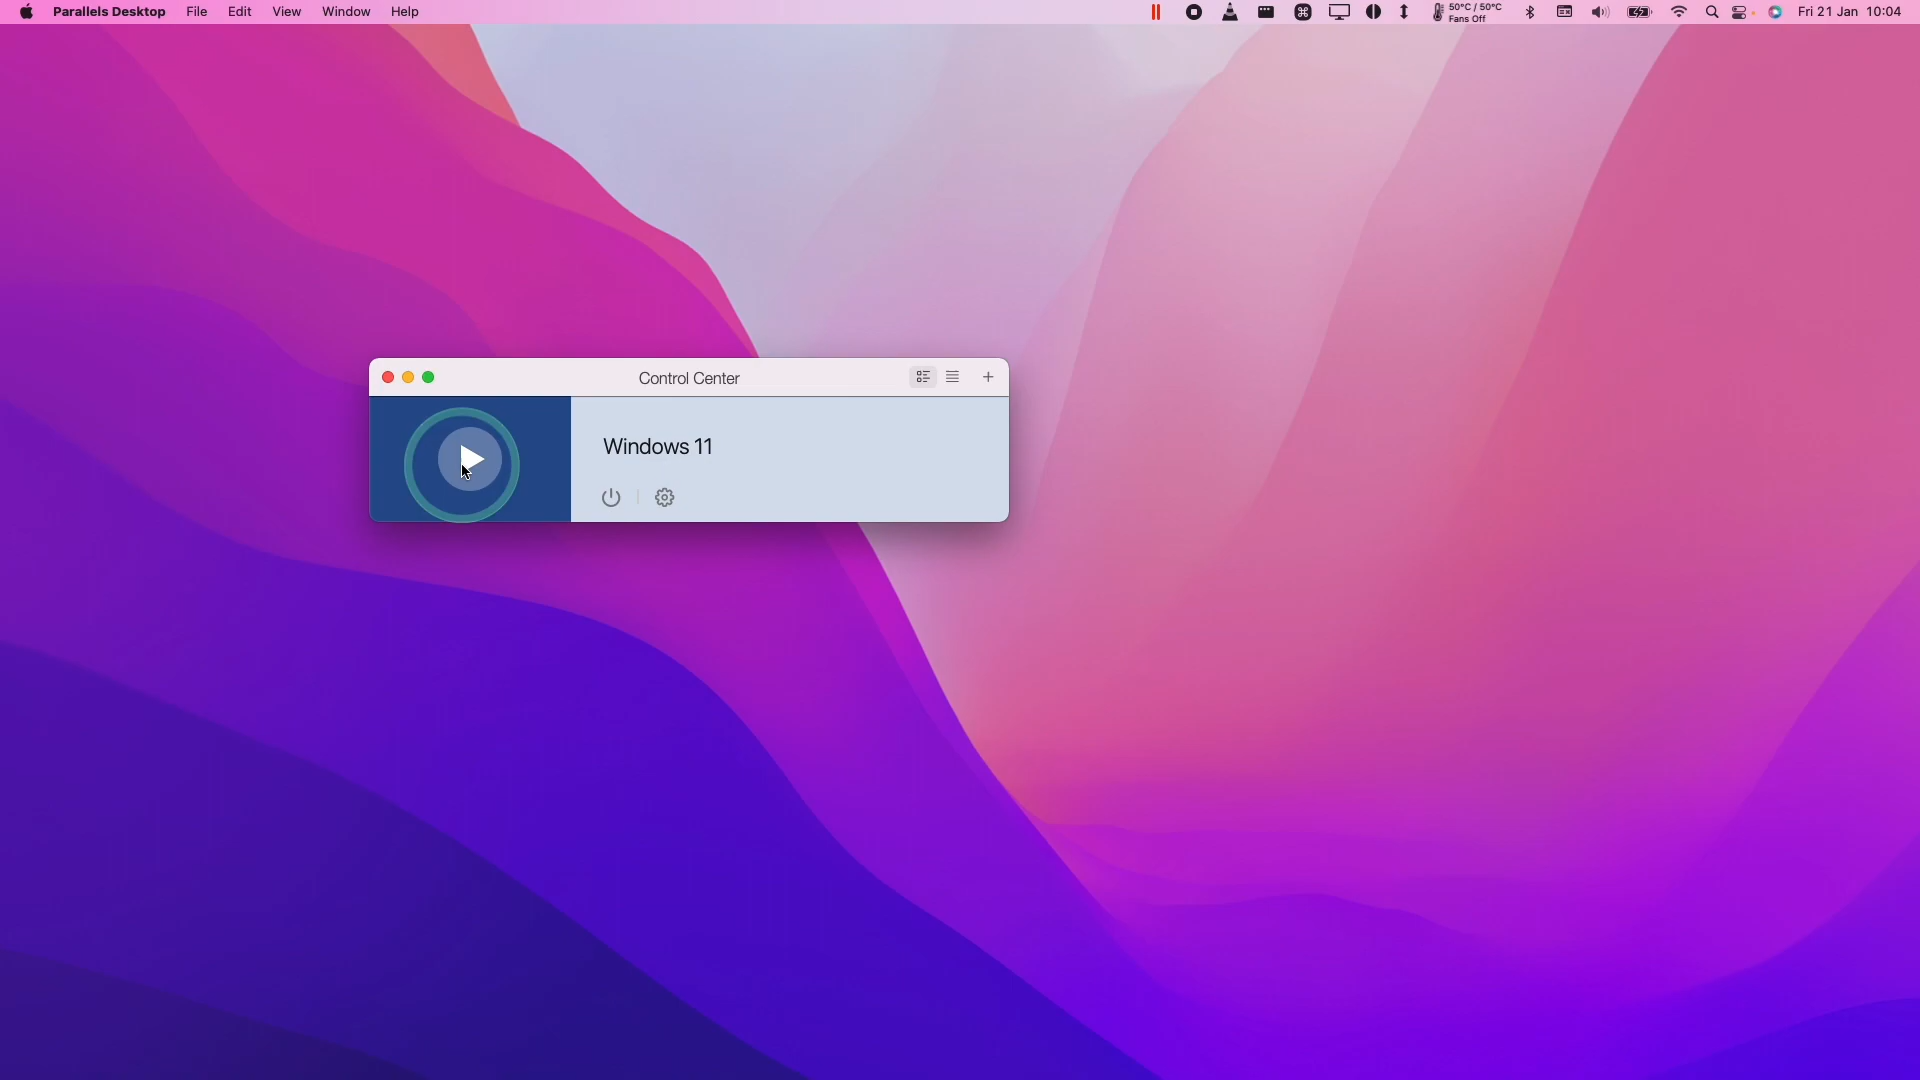 Parallels Desktop File Edit View Window Help 50°C / 50°C Fans Off Fri 21 Jan 10:04
Control Center
Windows 11